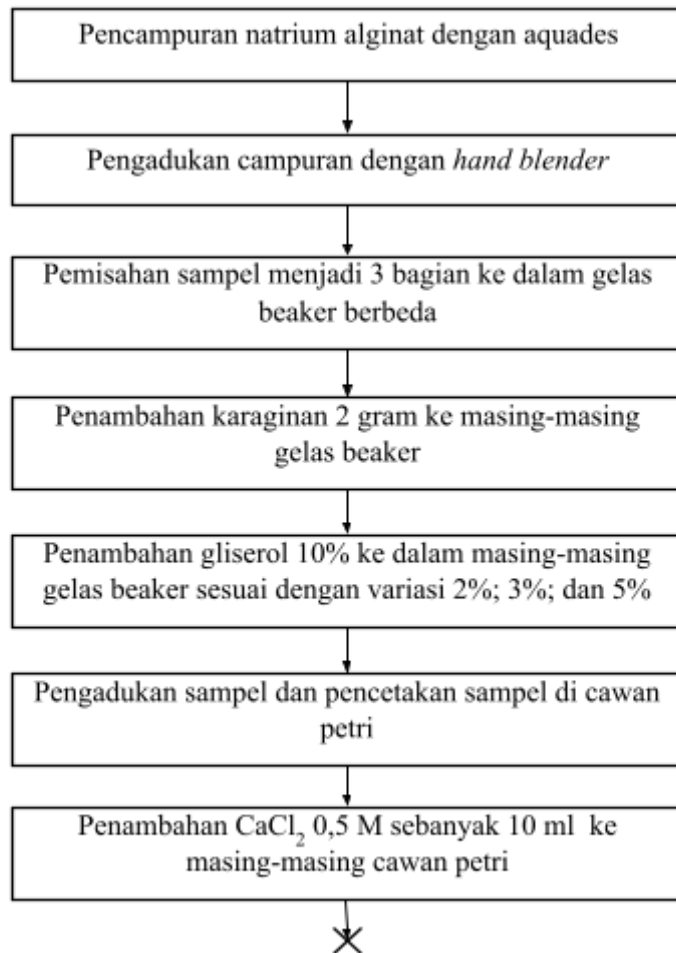 Pencampuran natrium alginat dengan aquades
Pengadukan campuran dengan hand blender
Pemisahan sampel menjadi 3 bagian ke dalam gelas
beaker berbeda
Penambahan karaginan 2 gram ke masing-masing
gelas beaker
Penambahan gliserol 10% ke dalam masing-masing
gelas beaker sesuai dengan variasi 2%; 3%; dan 5%
Pengadukan sampel dan pencetakan sampel di cawan
petri
Penambahan CaCl₂ 0,5 M sebanyak 10 ml ke
masing-masing cawan petri